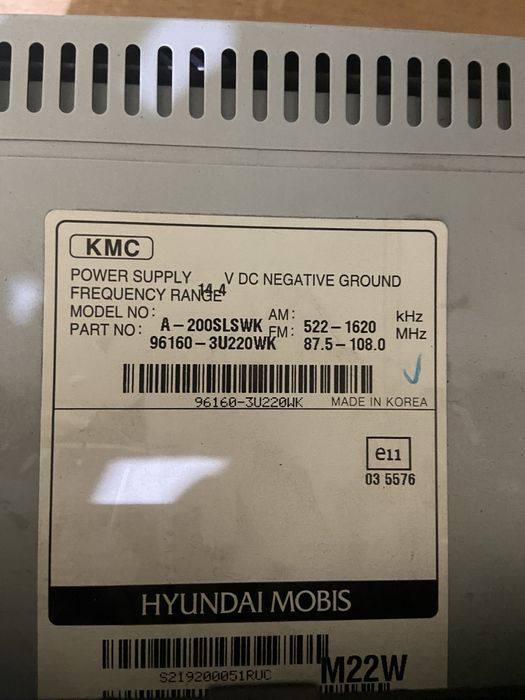 KMC
POWER SUPPLY 14.4 V DC NEGATIVE GROUND
FREQUENCY RANGE
MODEL NO: A-200SLSWK AM: 522-1620 kHz
PART NO: 96160-3U220WK FM: 87.5-108.0 MHz
96160-3U220WK MADE IN KOREA
e11
03 5576
HYUNDAI MOBIS
S219200051RUC M22W